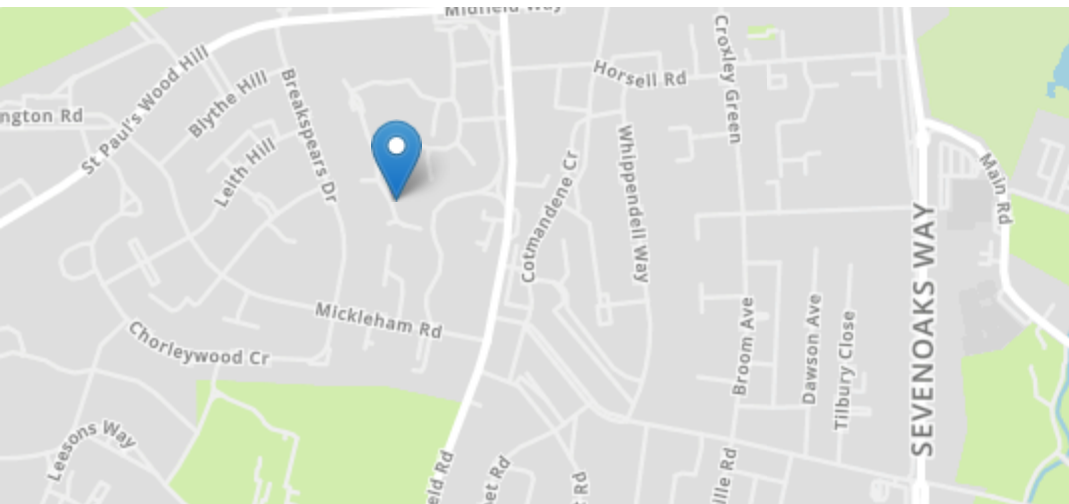 Midfield Way
Croxley Green
Horsell Rd
St Paul's Wood Hill
Blythe Hill
Breakspears Dr
ngton Rd
Leith Hill
Cotmandene Cr
Whippendell Way
Main Rd
SEVENOAKS WAY
Mickleham Rd
Chorleywood Cr
Broom Ave
Dawson Ave
Tilbury Close
Leesons Way
eld Rd
et Rd
Rd
lle Rd